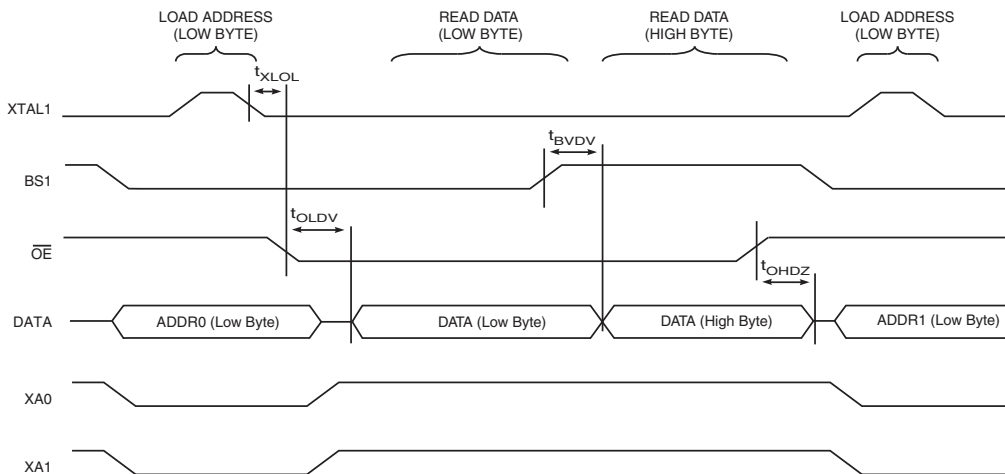 LOAD ADDRESS
(LOW BYTE)
READ DATA
(LOW BYTE)
READ DATA
(HIGH BYTE)
LOAD ADDRESS
(LOW BYTE)
tXLOL
XTAL1
tBVDV
BS1
tOLDV
OE
tOHDZ
DATA
ADDR0 (Low Byte)
DATA (Low Byte)
DATA (High Byte)
ADDR1 (Low Byte)
XA0
XA1